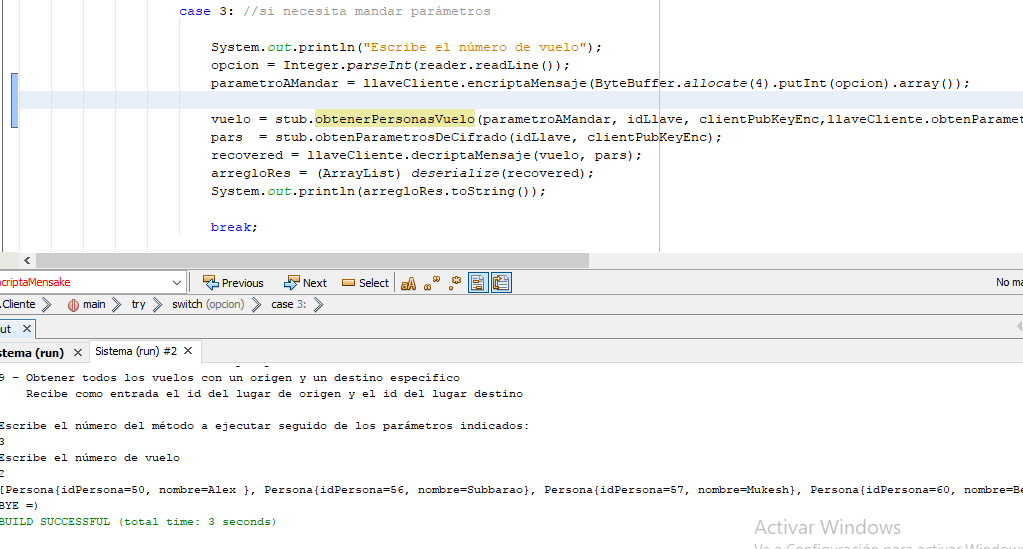 case 3: //si necesita mandar parámetros
System.out.println("Escribe el número de vuelo");
opcion = Integer.parseInt(reader.readLine());
parametroAMandar = llaveCliente.encriptaMensaje(ByteBuffer.allocate(4).putInt(opcion).array());
vuelo = stub.obtenerPersonasVuelo(parametroAMandar, idLlave, clientPubKeyEnc,llaveCliente.obtenParamet
pars  = stub.obtenParametrosDeCifrado(idLlave, clientPubKeyEnc);
recovered = llaveCliente.decriptaMensaje(vuelo, pars);
arregloRes = (ArrayList) deserialize(recovered);
System.out.println(arregloRes.toString());
break;
criptaMensake Previous Next Select No ma
.Cliente main try switch (opcion) case 3:
ut
stema (run) Sistema (run) #2
9 - Obtener todos los vuelos con un origen y un destino específico
Recibe como entrada el id del lugar de origen y el id del lugar destino
Escribe el número del método a ejecutar seguido de los parámetros indicados:
3
Escribe el número de vuelo
2
[Persona{idPersona=50, nombre=Alex }, Persona{idPersona=56, nombre=Subbarao}, Persona{idPersona=57, nombre=Mukesh}, Persona{idPersona=60, nombre=Be
BYE =)
BUILD SUCCESSFUL (total time: 3 seconds)
Activar Windows